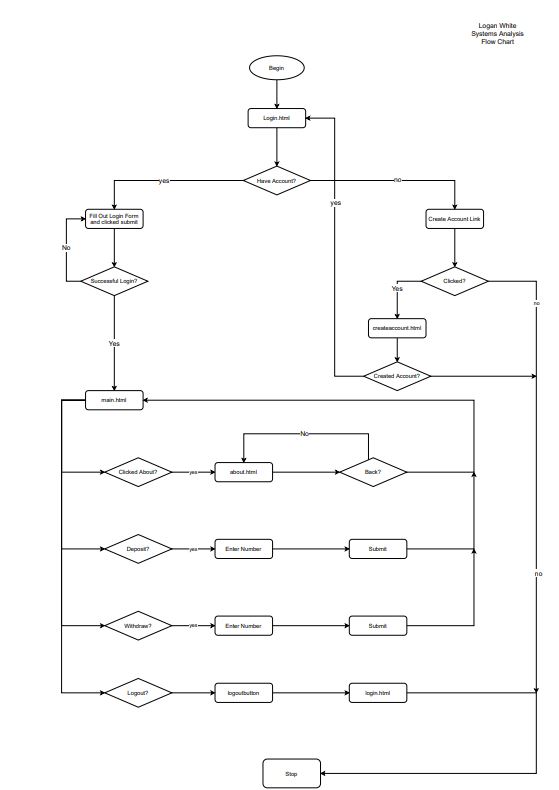 Logan White
Systems Analysis
Flow Chart
Begin
Login.html
Have Account?
yes
no
Fill Out Login Form
and clicked submit
Create Account Link
yes
No
Successful Login?
Clicked?
Yes
no
createaccount.html
Yes
Created Account?
main.html
No
Clicked About?
yes
about.html
Back?
Deposit?
yes
Enter Number
Submit
no
Withdraw?
yes
Enter Number
Submit
Logout?
logoutbutton
login.html
Stop